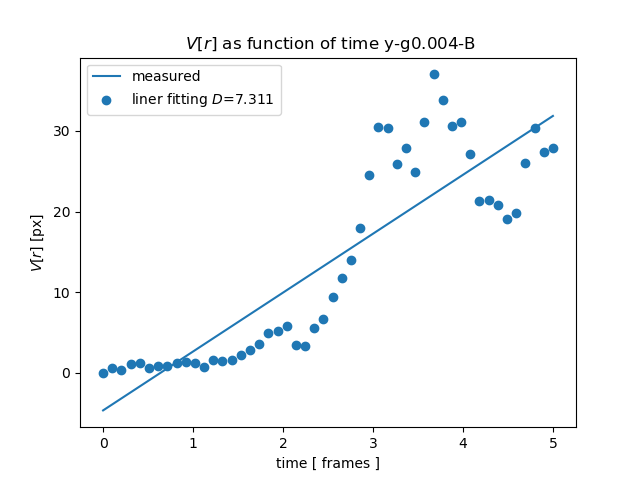 V[r] as function of time y-g0.004-B
measured
liner fitting D=7.311
30
20
10
0
V[r] [px]
0 1 2 3 4 5
time [ frames ]